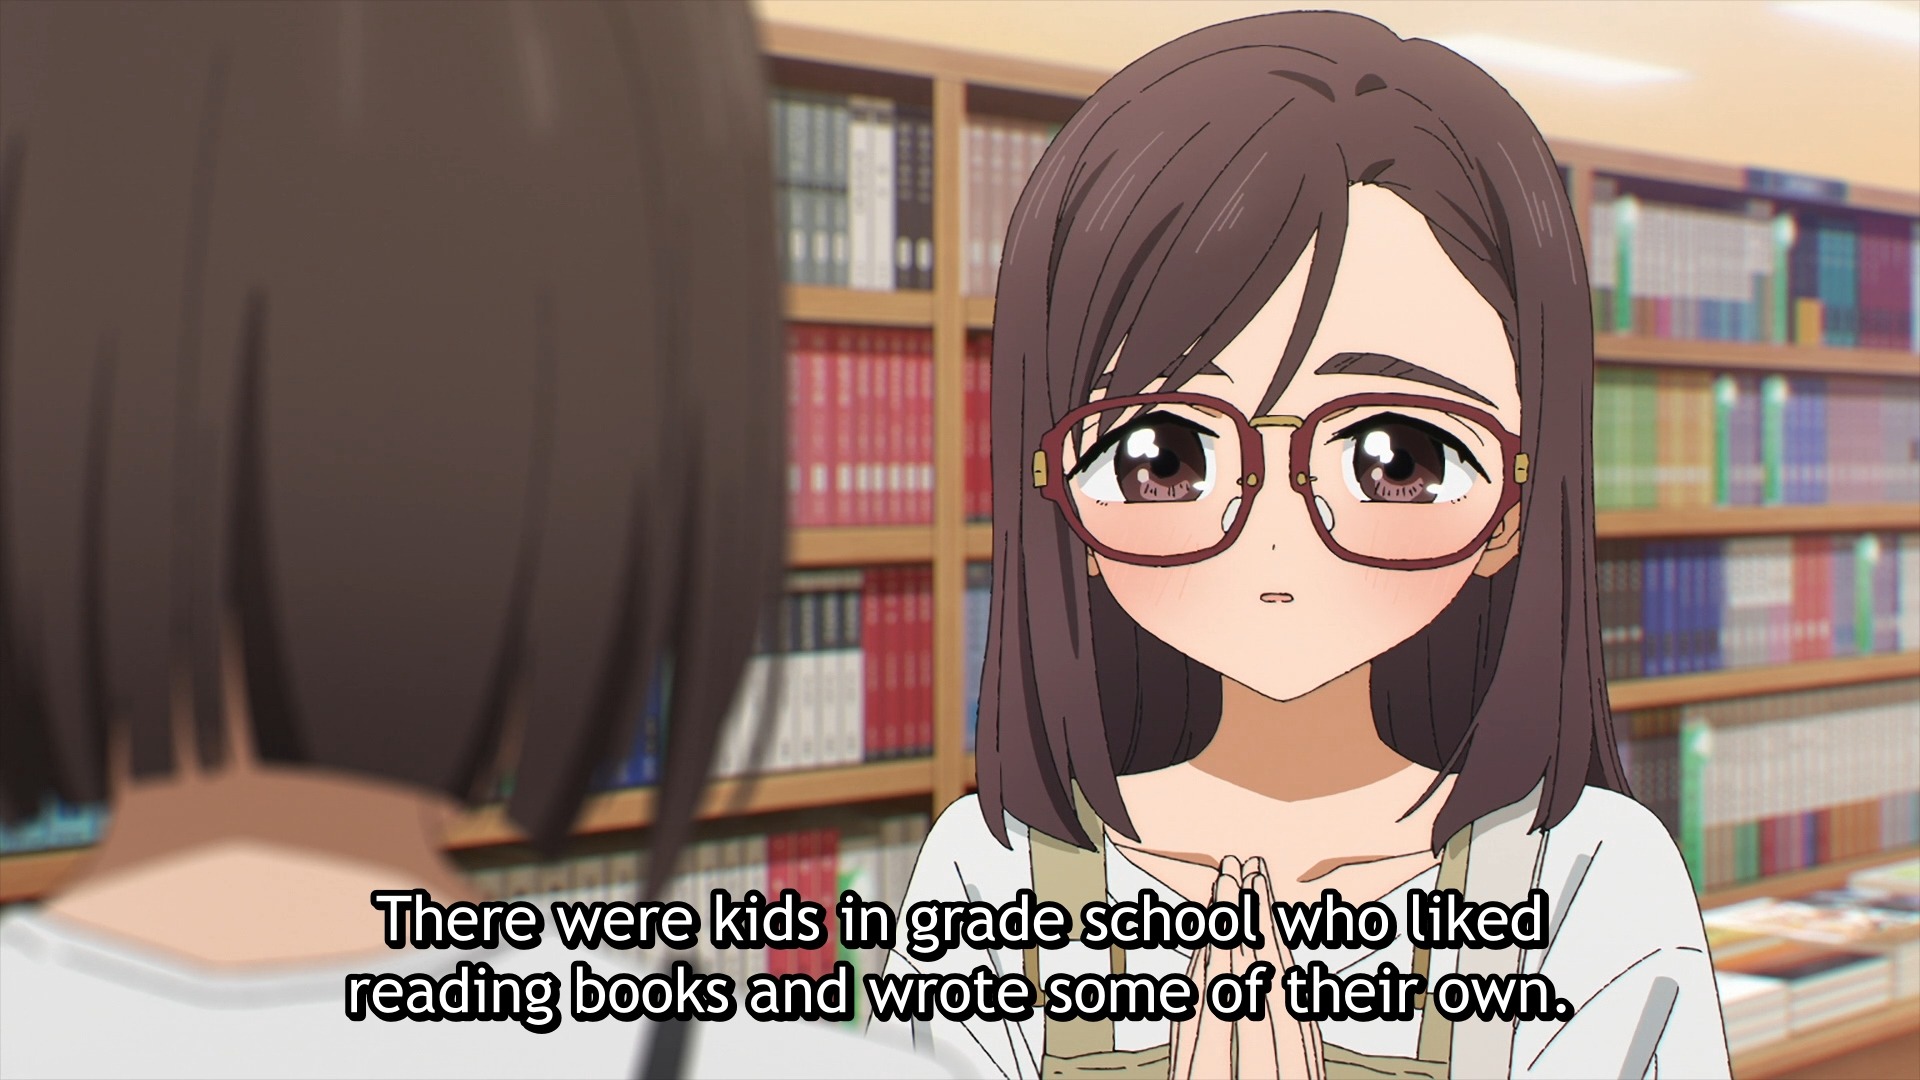 There were kids in grade school who liked
reading books and wrote some of their own.